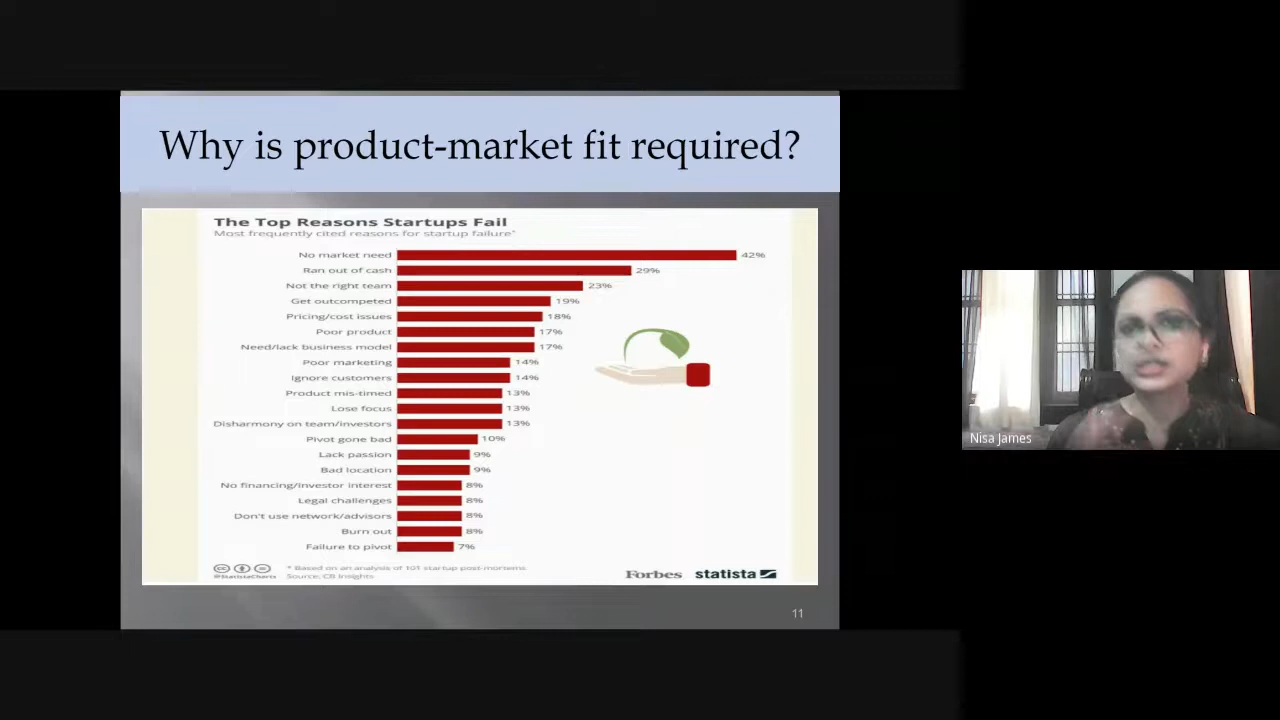 Why is product-market fit required?
The Top Reasons Startups Fail
Most frequently cited reasons for startup failure*
No market need 42%
Ran out of cash 29%
Not the right team 23%
Get outcompeted 19%
Pricing/cost issues 18%
Poor product 17%
Need/lack business model 17%
Poor marketing 14%
Ignore customers 14%
Product mis-timed 13%
Lose focus 13%
Disharmony on team/investors 13%
Pivot gone bad 10%
Lack passion 9%
Bad location 9%
No financing/investor interest 8%
Legal challenges 8%
Don't use network/advisors 8%
Burn out 8%
Failure to pivot 7%
* Based on an analysis of 101 startup post-mortems
@StatistaCharts Source: CB Insights
Forbes statista
11
Nisa James